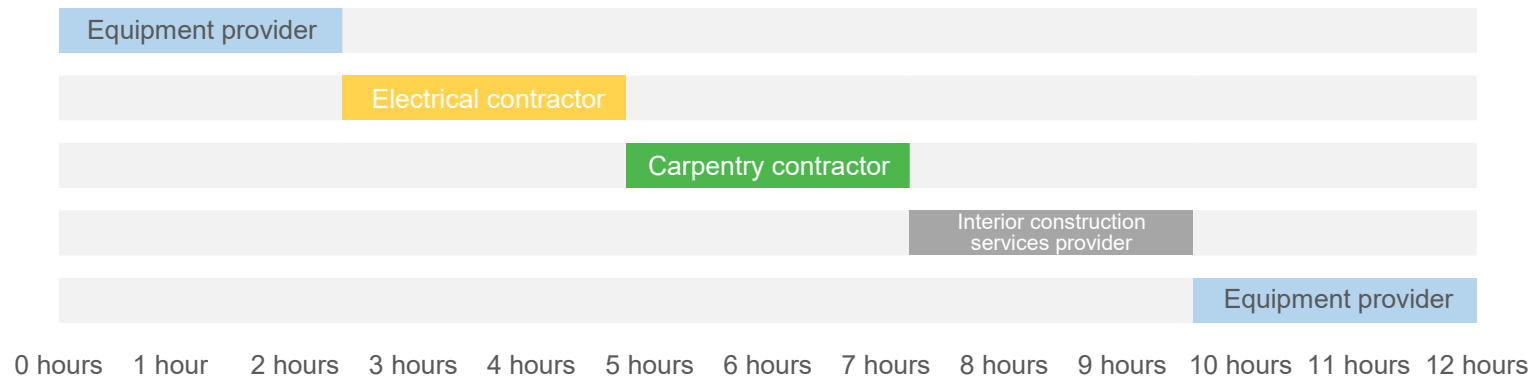 Equipment provider
Electrical contractor
Carpentry contractor
Interior construction
services provider
Equipment provider
0 hours 1 hour 2 hours 3 hours 4 hours 5 hours 6 hours 7 hours 8 hours 9 hours 10 hours 11 hours 12 hours